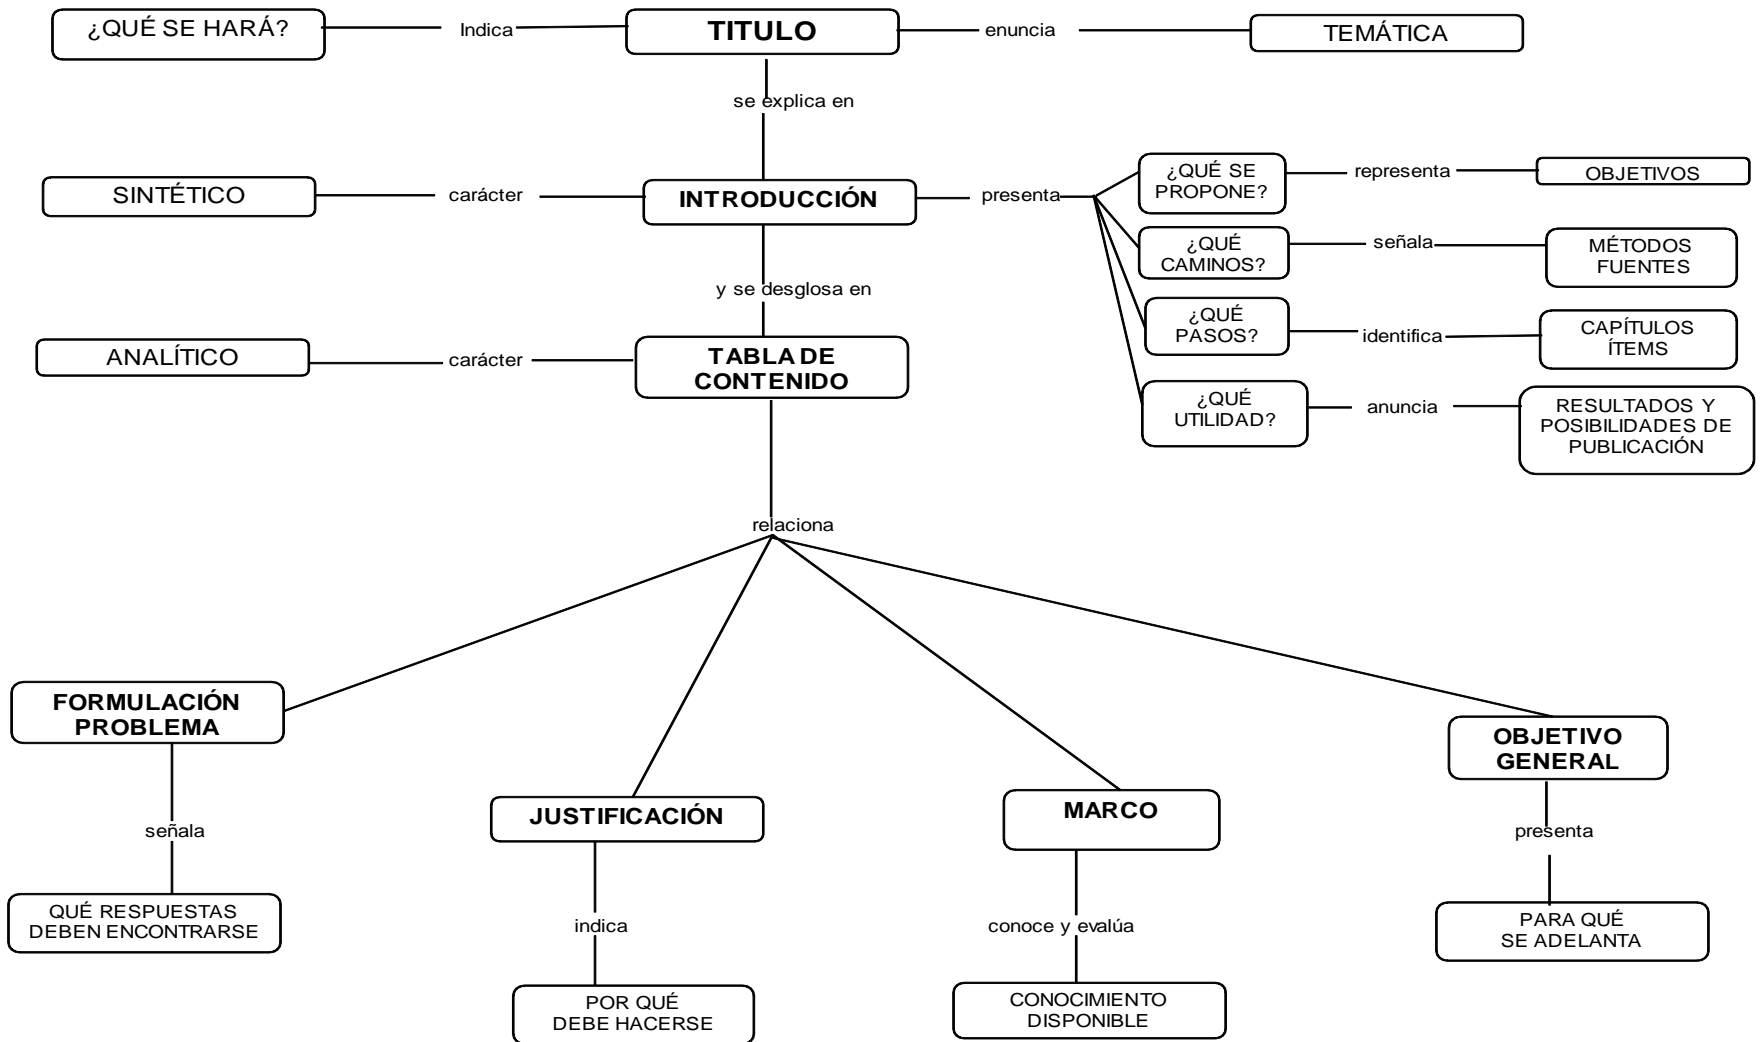 ¿QUÉ SE HARÁ?
Indica
TITULO
enuncia
TEMÁTICA
se explica en
SINTÉTICO
carácter
INTRODUCCIÓN
presenta
¿QUÉ SE
PROPONE?
representa
OBJETIVOS
¿QUÉ
CAMINOS?
señala
MÉTODOS
FUENTES
y se desglosa en
¿QUÉ
PASOS?
identifica
CAPÍTULOS
ÍTEMS
ANALÍTICO
carácter
TABLA DE
CONTENIDO
¿QUÉ
UTILIDAD?
anuncia
RESULTADOS Y
POSIBILIDADES DE
PUBLICACIÓN
relaciona
FORMULACIÓN
PROBLEMA
señala
QUÉ RESPUESTAS
DEBEN ENCONTRARSE
JUSTIFICACIÓN
indica
POR QUÉ
DEBE HACERSE
MARCO
conoce y evalúa
CONOCIMIENTO
DISPONIBLE
OBJETIVO
GENERAL
presenta
PARA QUÉ
SE ADELANTA